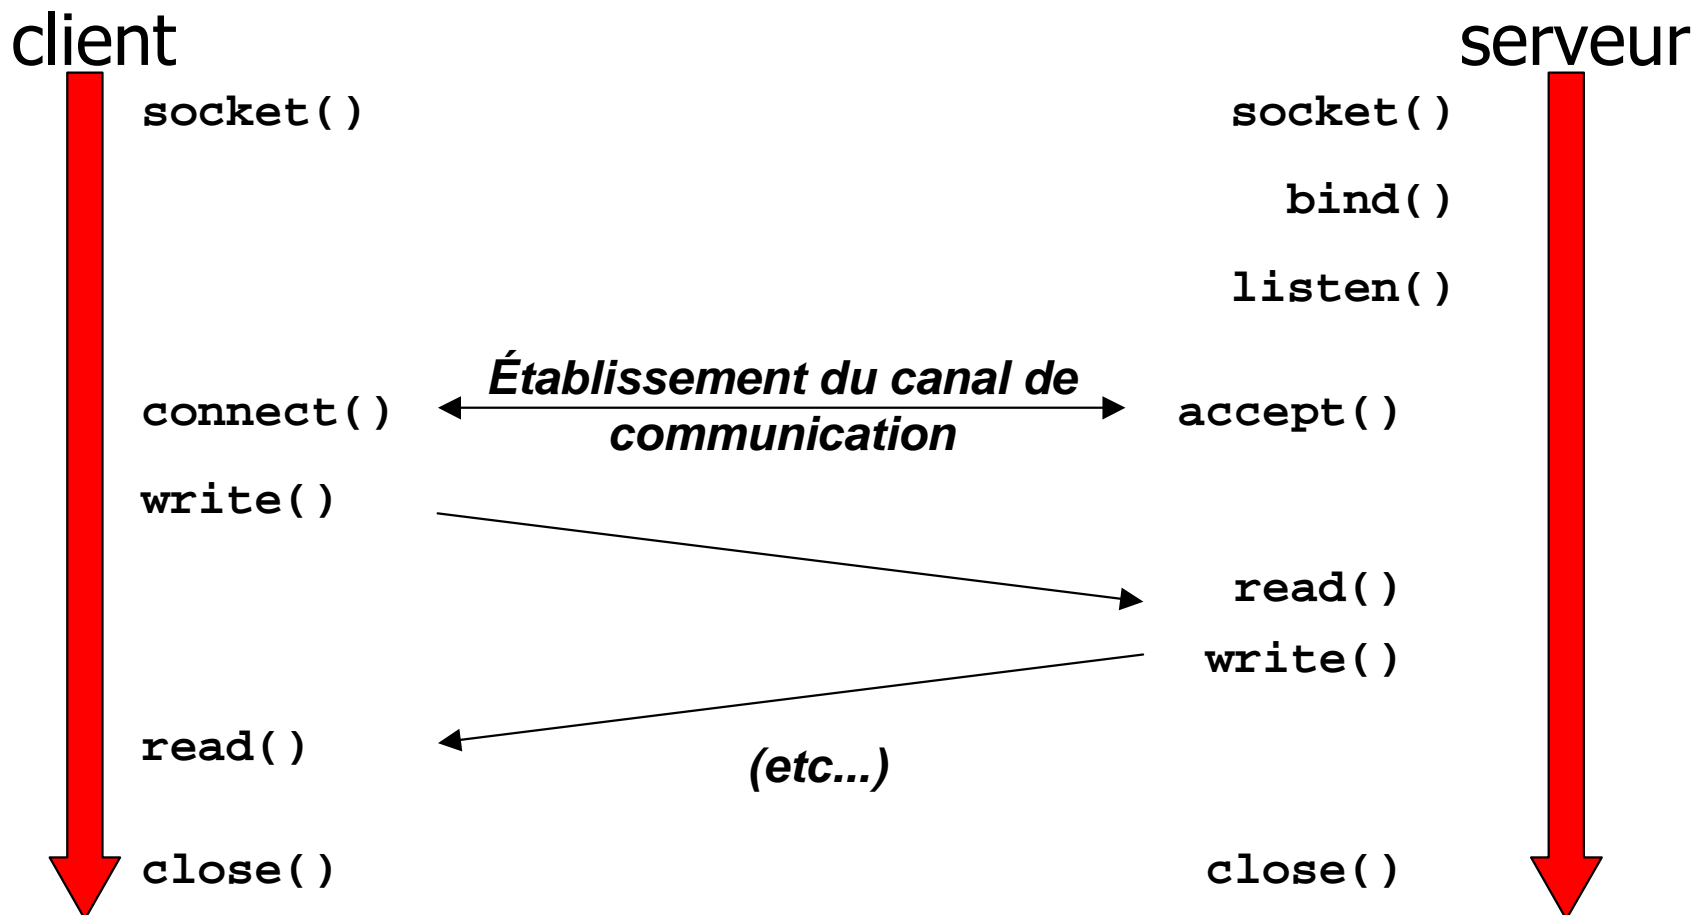 client
serveur
socket()
socket()
bind()
listen()
Établissement du canal de
connect()
accept()
communication
write()
read()
write()
read()
(etc...)
close()
close()